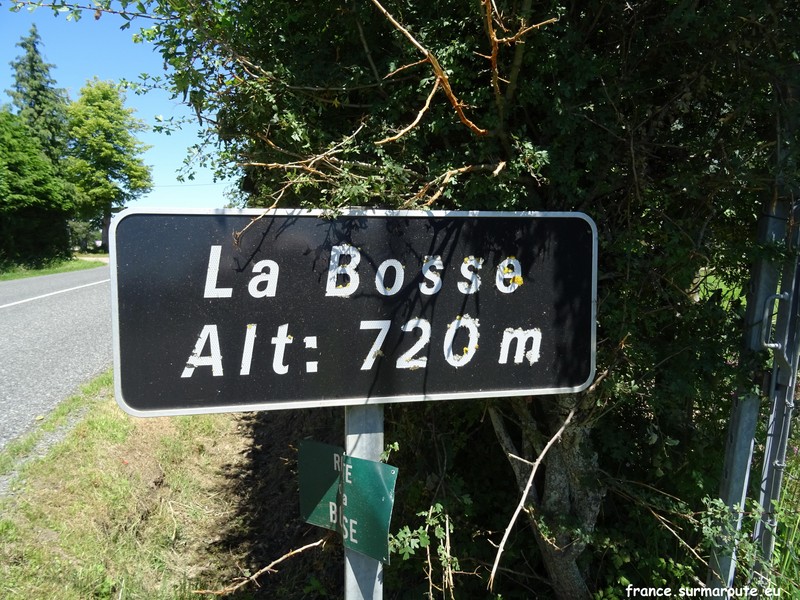 La Bosse
Alt: 720 m
france.surmaroute.eu